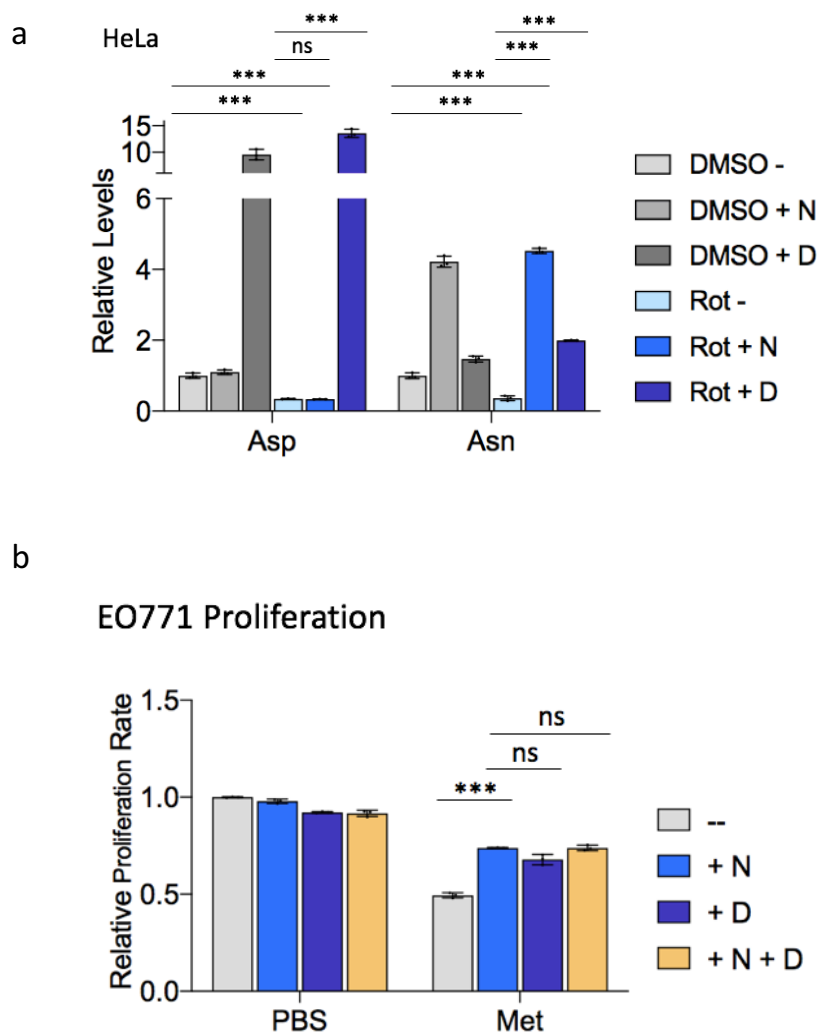 a
HeLa
***
***
ns
***
***
***
***
***
15
10
6
4
2
0
Relative Levels
Asp
Asn
DMSO -
DMSO + N
DMSO + D
Rot -
Rot + N
Rot + D
b
EO771 Proliferation
1.5
1.0
0.5
0.0
Relative Proliferation Rate
ns
ns
***
PBS
Met
--
+ N
+ D
+ N + D